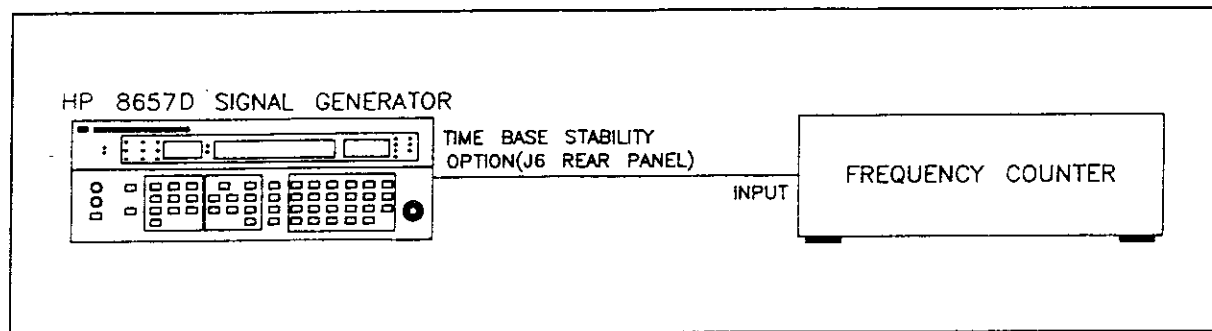 HP 8657D SIGNAL GENERATOR
TIME BASE STABILITY
OPTION(J6 REAR PANEL)
INPUT
FREQUENCY COUNTER